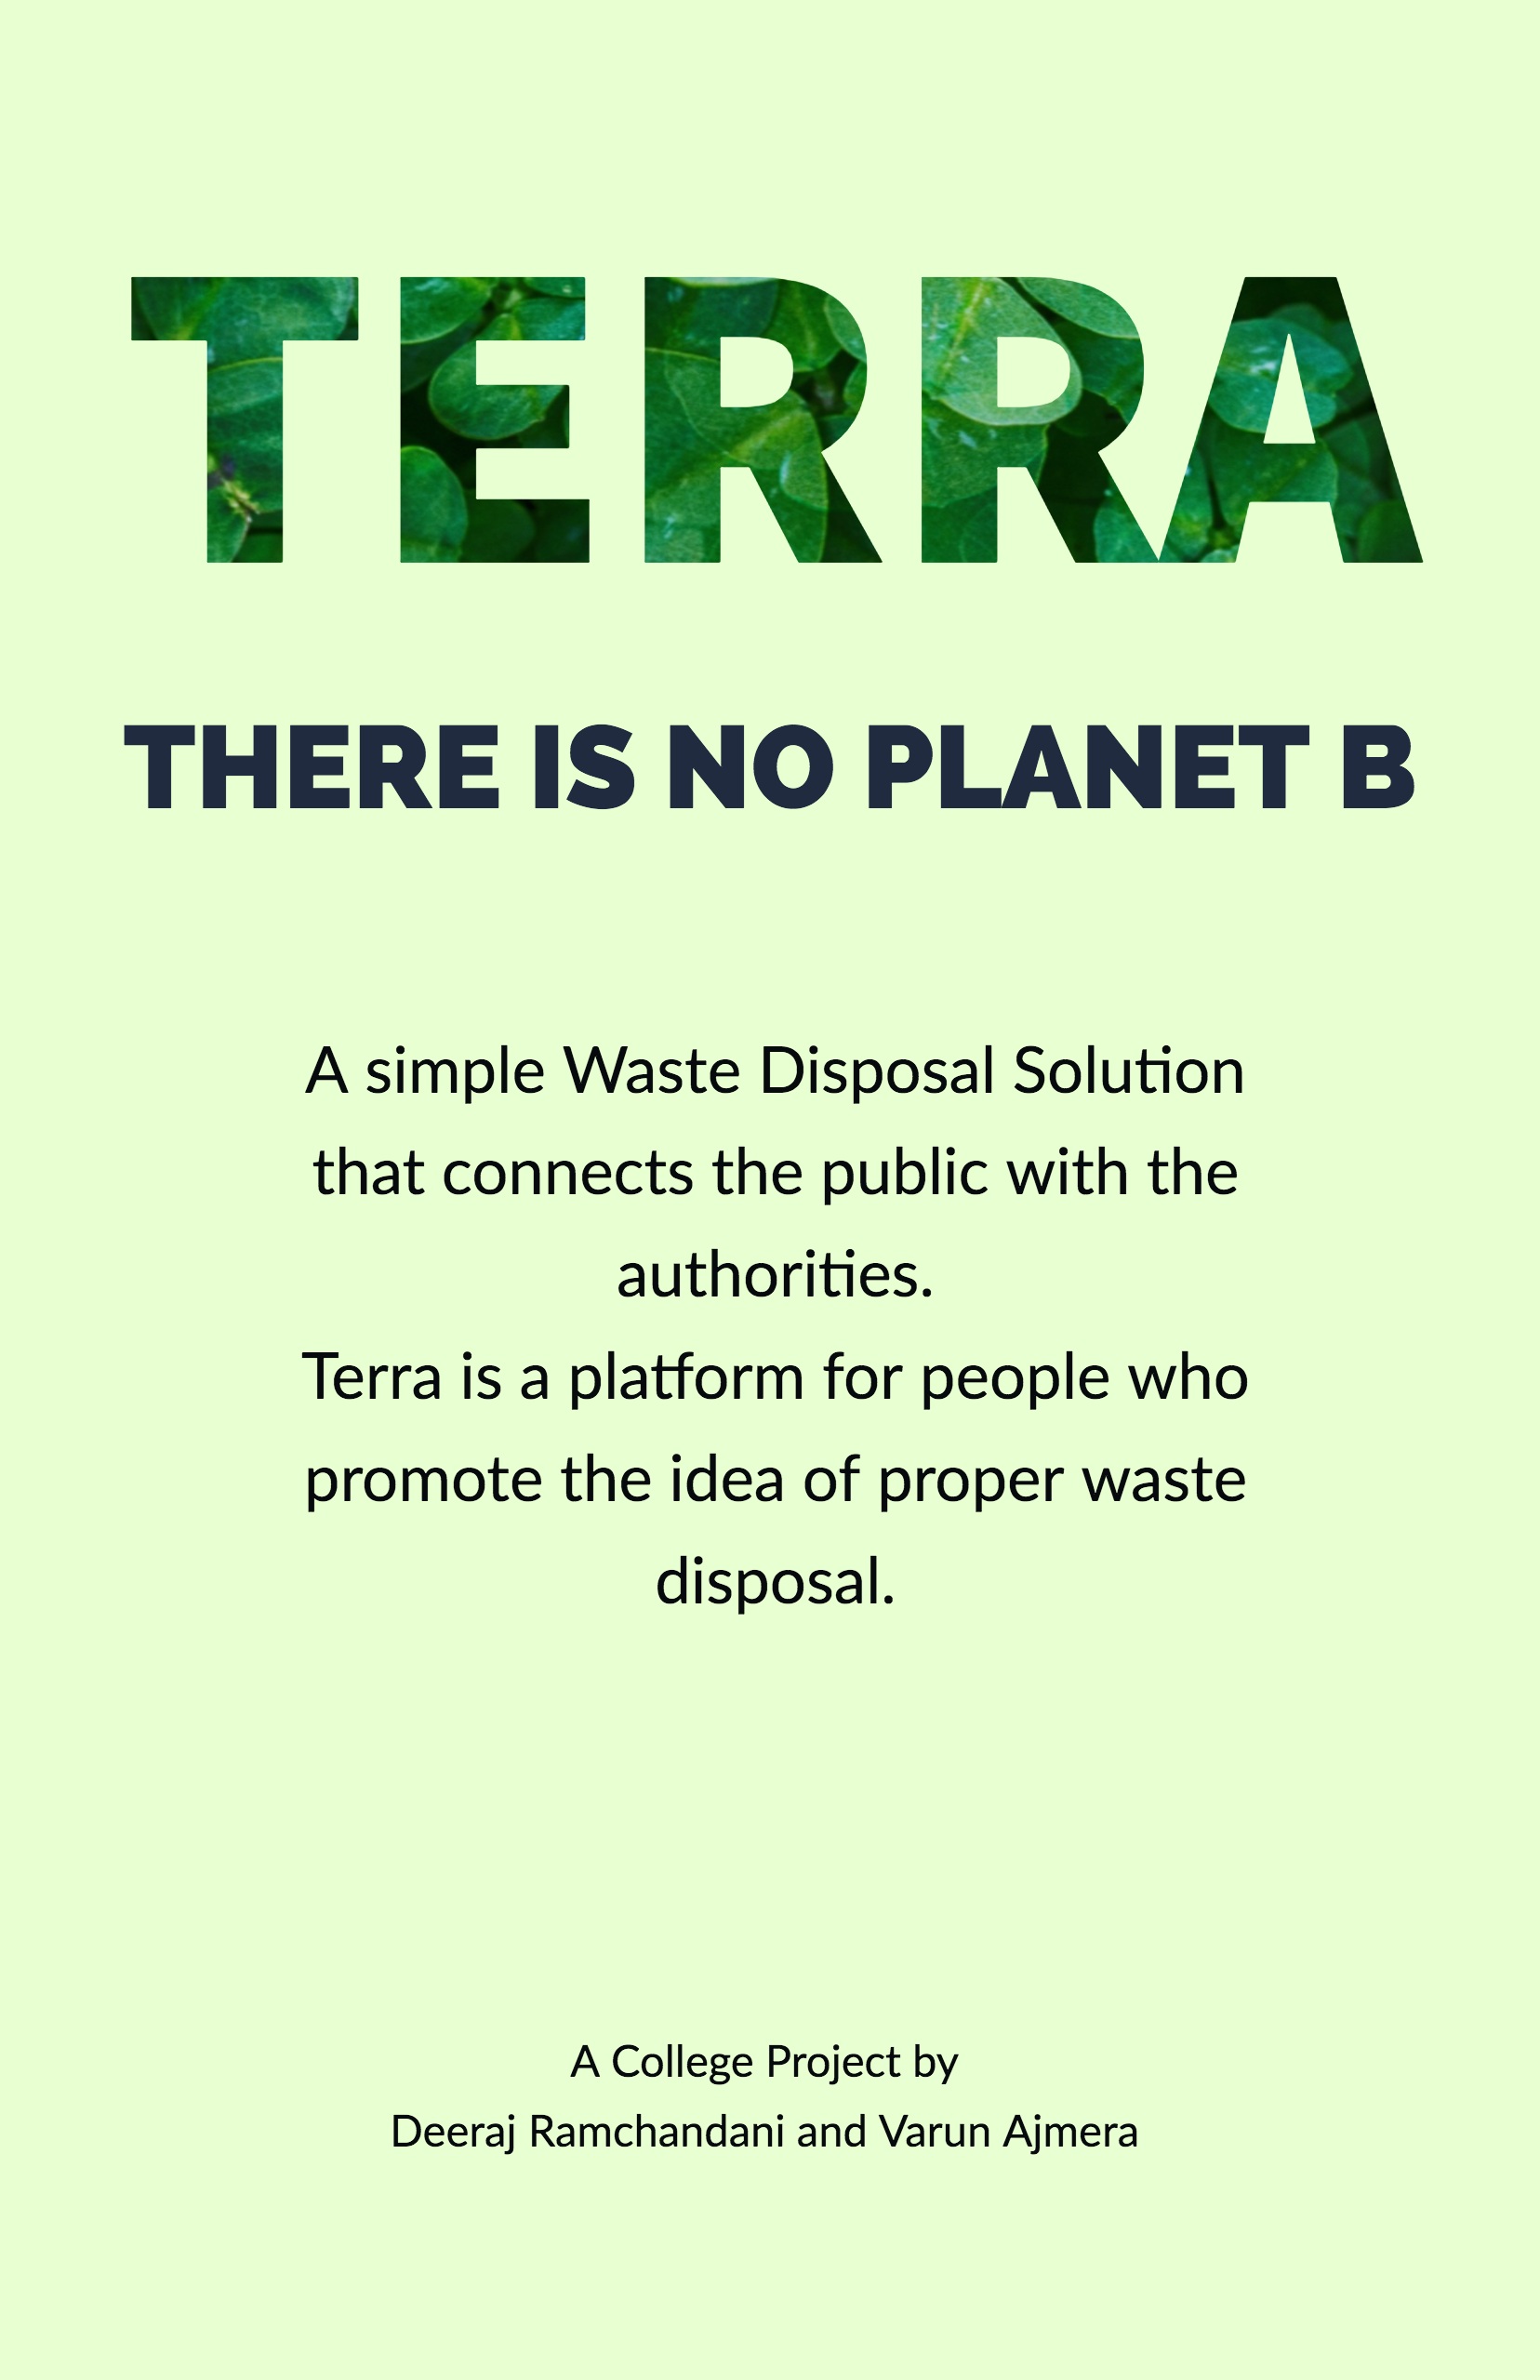 TERRA
THERE IS NO PLANET B
A simple Waste Disposal Solution
that connects the public with the
authorities.
Terra is a platform for people who
promote the idea of proper waste
disposal.
A College Project by
Deeraj Ramchandani and Varun Ajmera